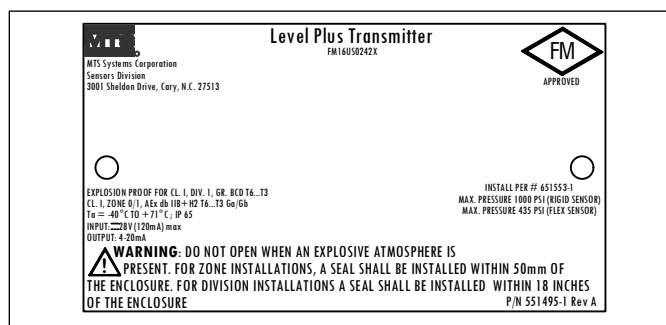 MTS
Level Plus Transmitter
FM16US0242X
FM
APPROVED
MTS Systems Corporation
Sensors Division
3001 Sheldon Drive, Cary, N.C. 27513
EXPLOSION PROOF FOR CL. I, DIV. 1, GR. BCD T6...T3
CL. I, ZONE 0/1, AEx db IIB+H2 T6...T3 Ga/Gb
Ta = -40°C TO +71°C ; IP 65
INPUT: 28V (120mA) max
OUTPUT: 4-20mA
INSTALL PER # 651553-1
MAX. PRESSURE 1000 PSI (RIGID SENSOR)
MAX. PRESSURE 435 PSI (FLEX SENSOR)
WARNING: DO NOT OPEN WHEN AN EXPLOSIVE ATMOSPHERE IS
PRESENT. FOR ZONE INSTALLATIONS, A SEAL SHALL BE INSTALLED WITHIN 50mm OF
THE ENCLOSURE. FOR DIVISION INSTALLATIONS A SEAL SHALL BE INSTALLED WITHIN 18 INCHES
OF THE ENCLOSURE
P/N 551495-1 Rev A